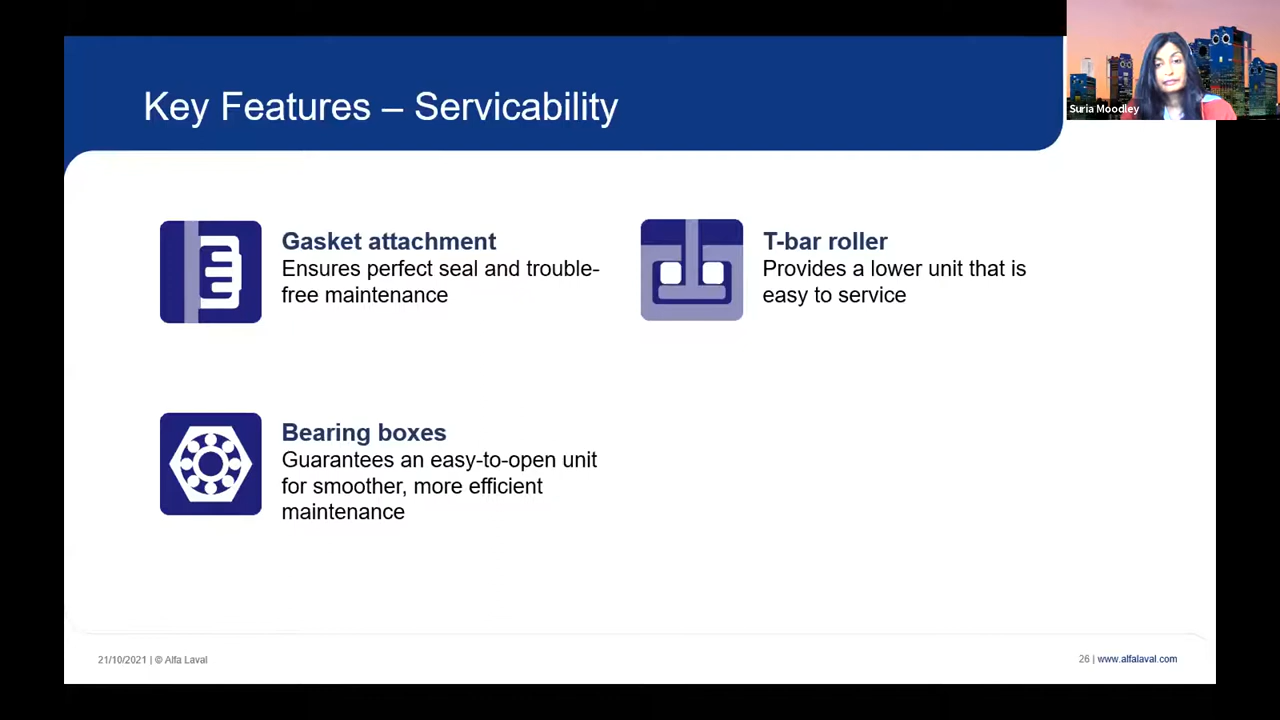 Key Features – Servicability
Suria Moodley
Gasket attachment
Ensures perfect seal and trouble-
free maintenance
T-bar roller
Provides a lower unit that is
easy to service
Bearing boxes
Guarantees an easy-to-open unit
for smoother, more efficient
maintenance
21/10/2021 | © Alfa Laval
26 | www.alfalaval.com